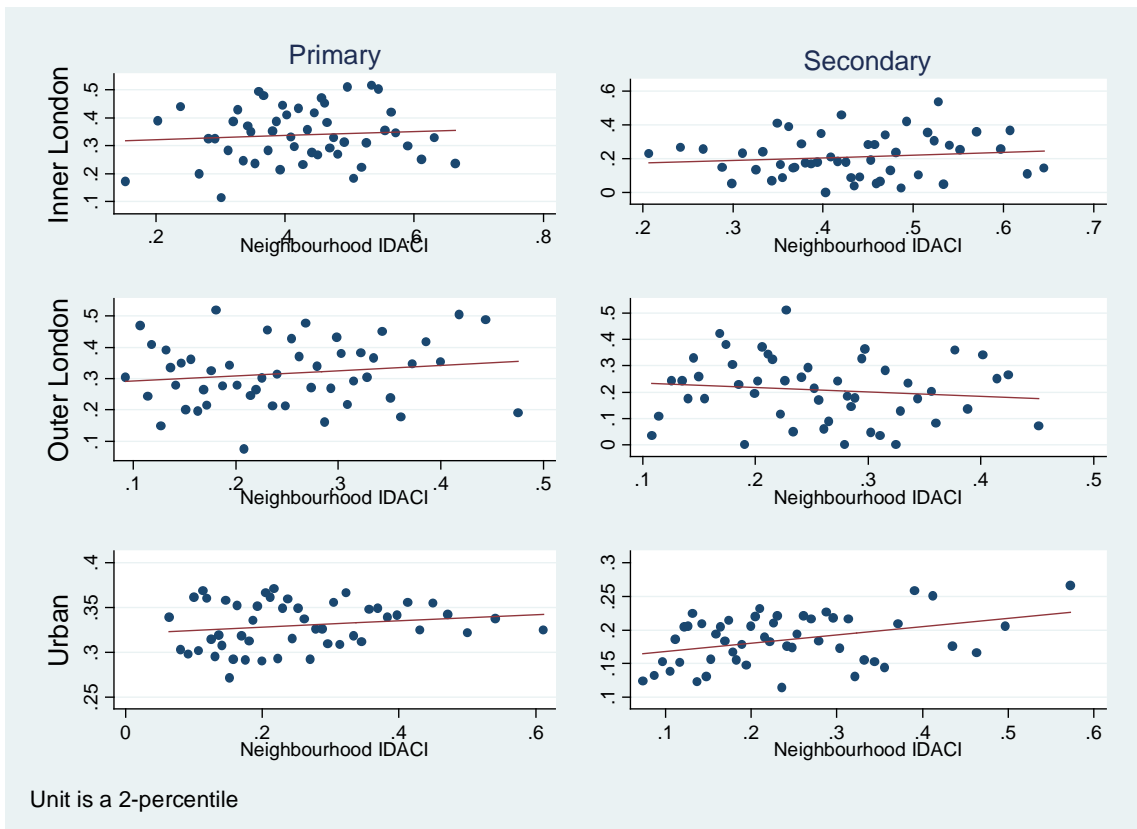 Primary
Secondary
Inner London
.5
.4
.3
.2
.1
.2 .4 .6 .8
Neighbourhood IDACI
.6
.4
.2
0
.2 .3 .4 .5 .6 .7
Neighbourhood IDACI
Outer London
.5
.4
.3
.2
.1
.1 .2 .3 .4 .5
Neighbourhood IDACI
.5
.4
.3
.2
.1
0
.1 .2 .3 .4 .5
Neighbourhood IDACI
Urban
.4
.35
.3
.25
0 .2 .4 .6
Neighbourhood IDACI
.3
.25
.2
.15
.1
.1 .2 .3 .4 .5 .6
Neighbourhood IDACI
Unit is a 2-percentile